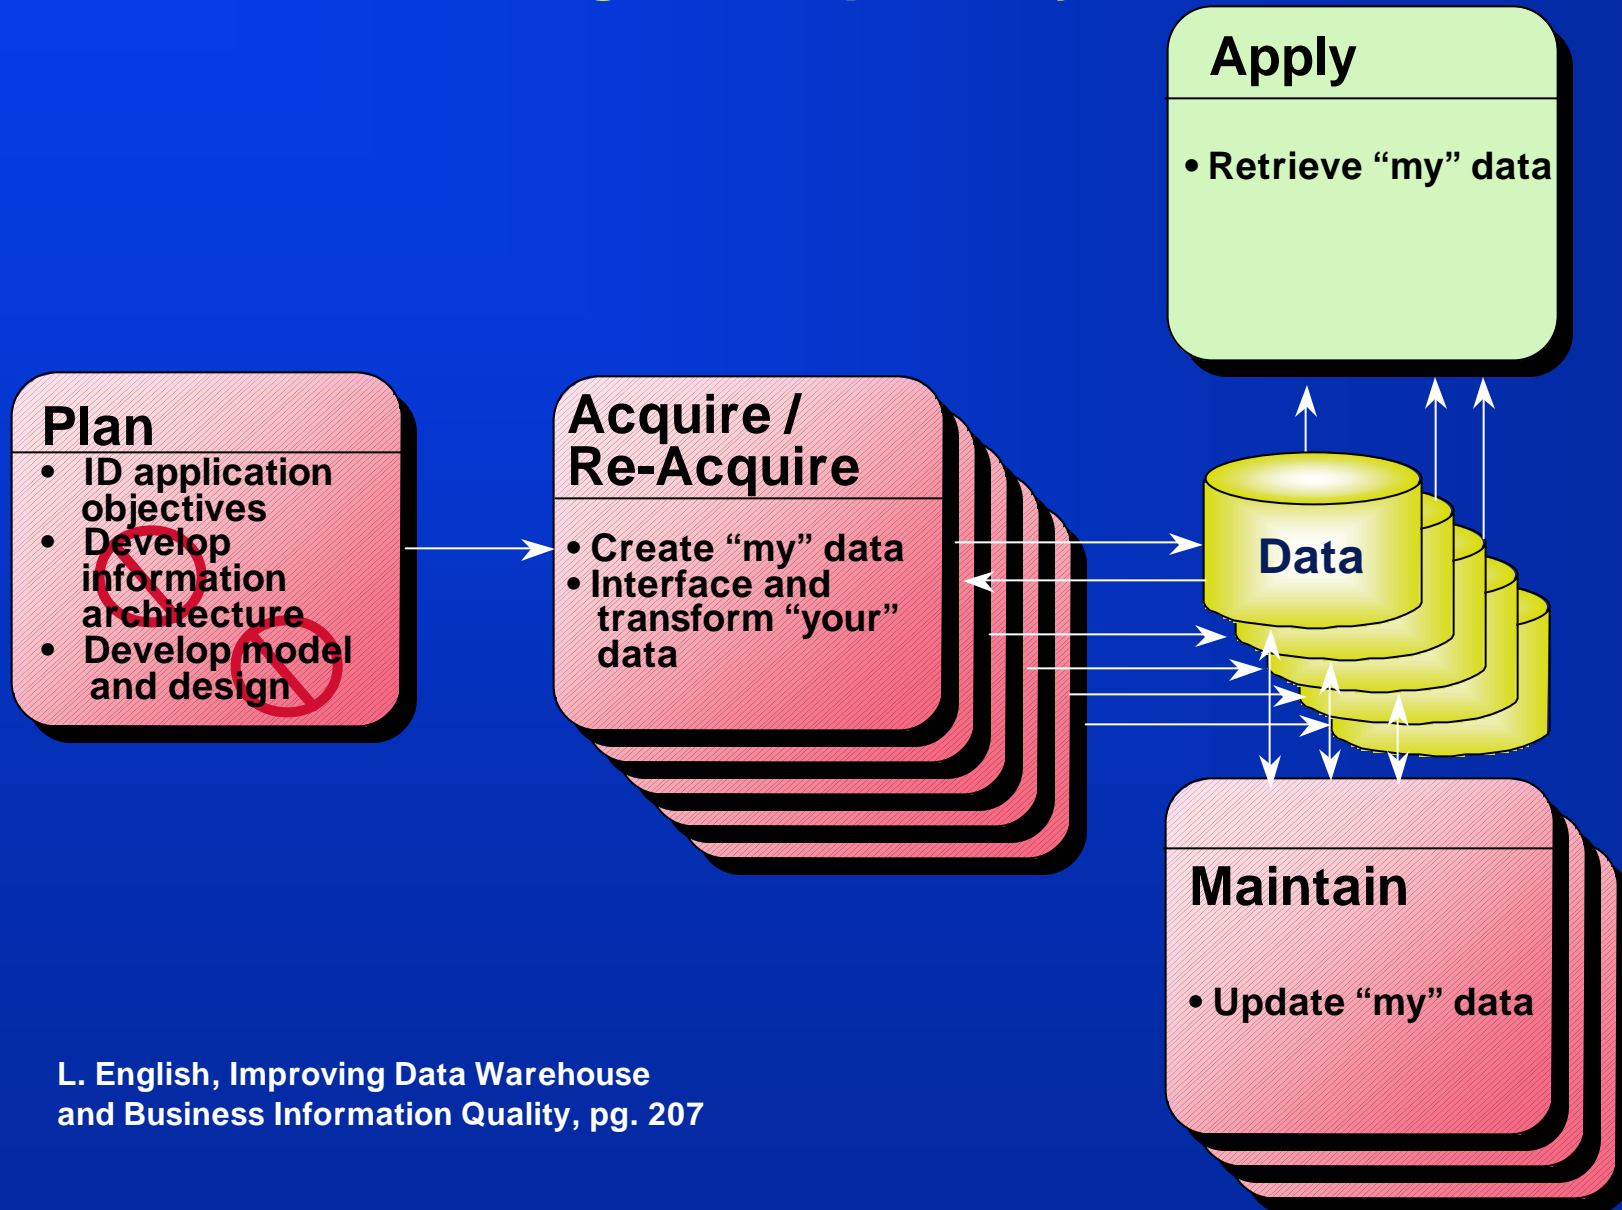 Apply
• Retrieve “my” data
Plan
• ID application
objectives
• Develop
information
architecture
• Develop model
and design
Acquire /
Re-Acquire
• Create “my” data
• Interface and
transform “your”
data
Data
Maintain
• Update “my” data
L. English, Improving Data Warehouse
and Business Information Quality, pg. 207